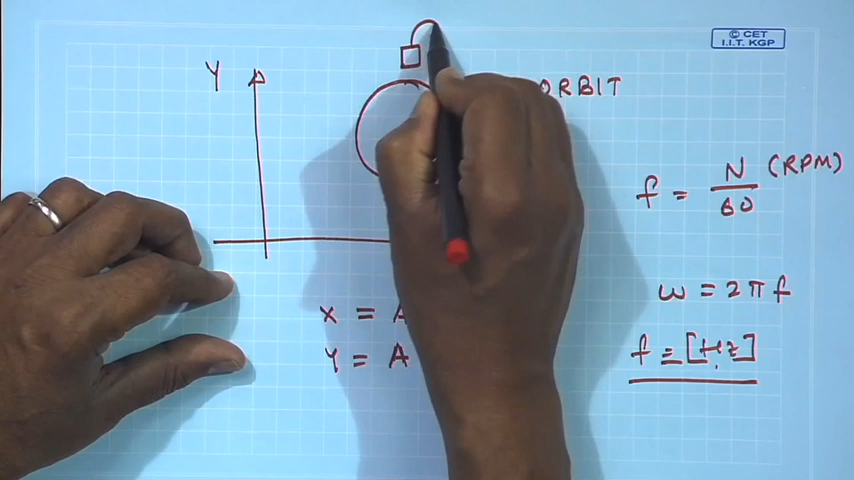 © CET
I.I.T. KGP
Y
ORBIT
f = N/60 (RPM)
ω = 2πf
X = A
Y = A
f = [Hz]